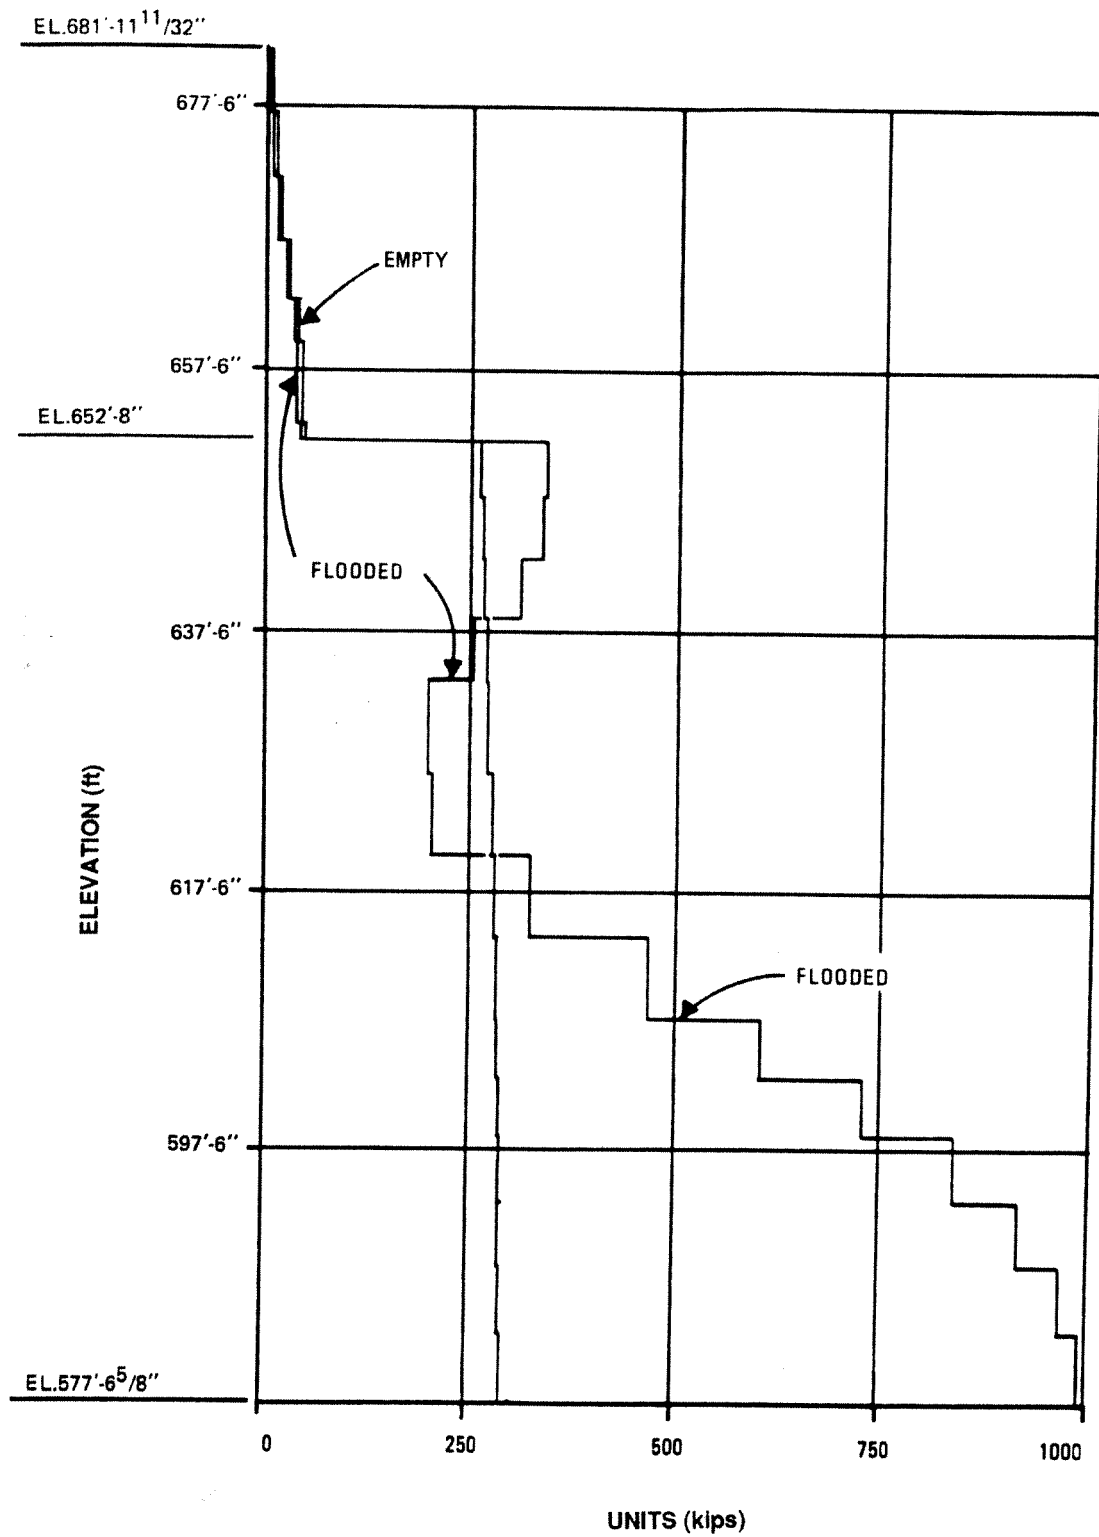 EL.681'-11 11/32"
677'-6"
EMPTY
657'-6"
EL.652'-8"
FLOODED
637'-6"
ELEVATION (ft)
617'-6"
FLOODED
597'-6"
EL.577'-6 5/8"
0 250 500 750 1000
UNITS (kips)